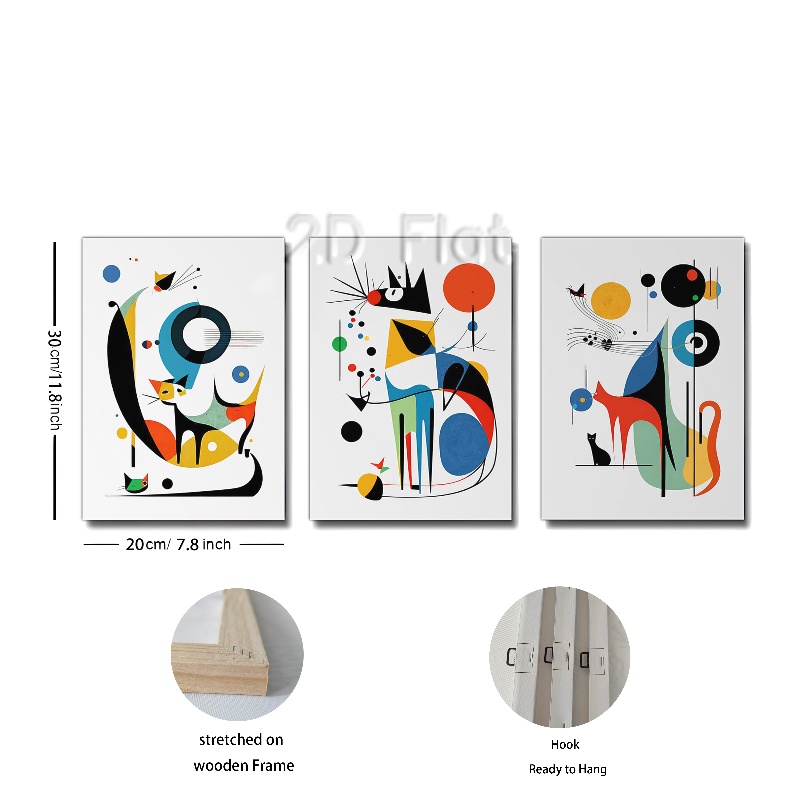 2D Flat
30cm/11.8inch
20cm/ 7.8 inch
stretched on
wooden Frame
Hook
Ready to Hang